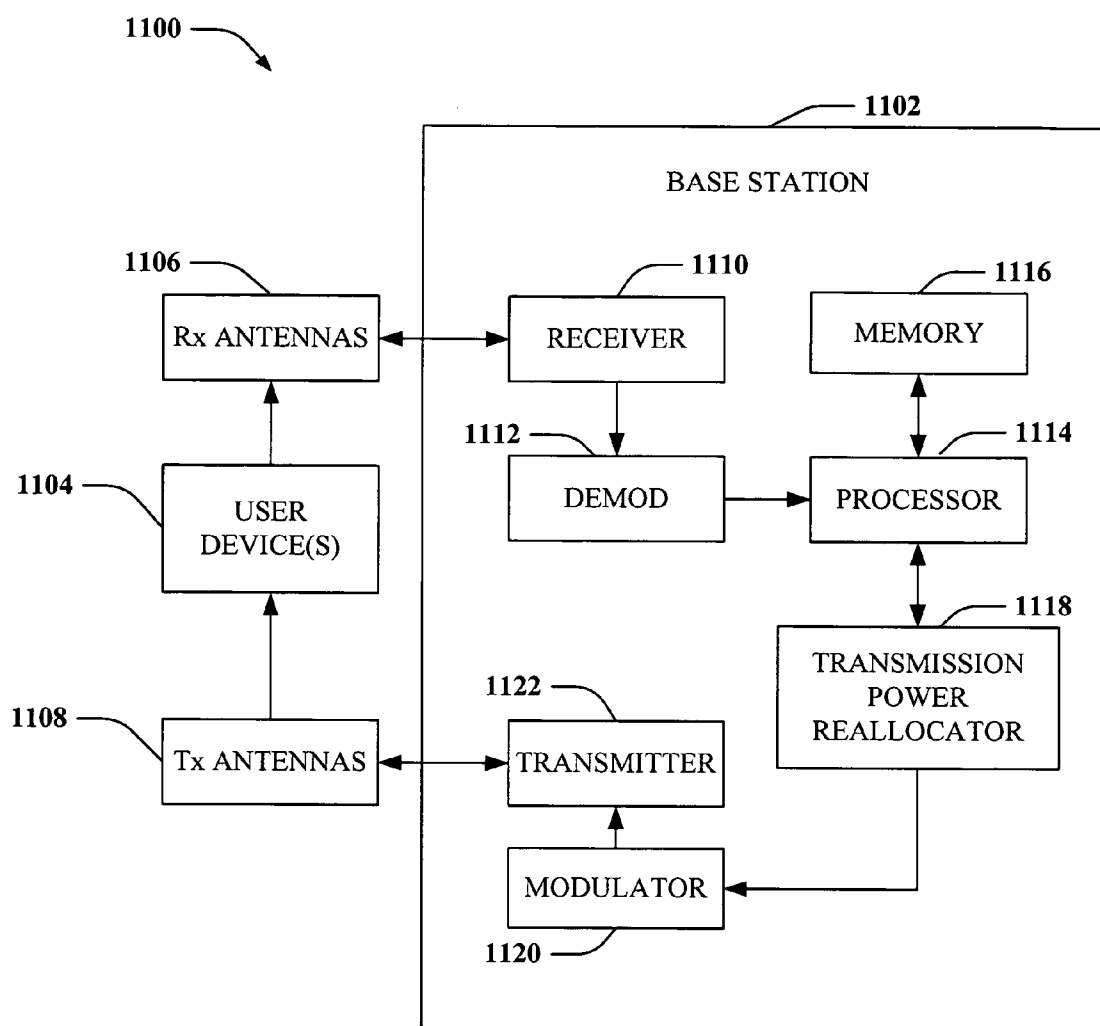 1100
1102
BASE STATION
1106
1110
1116
Rx ANTENNAS
RECEIVER
MEMORY
1112
1114
1104
USER
DEVICE(S)
DEMOD
PROCESSOR
1118
TRANSMISSION
POWER
REALLOCATOR
1122
1108
Tx ANTENNAS
TRANSMITTER
MODULATOR
1120